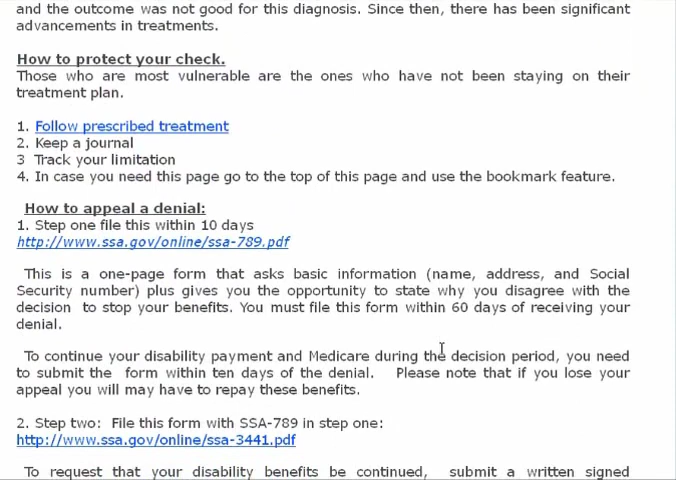 and the outcome was not good for this diagnosis. Since then, there has been significant
advancements in treatments.
How to protect your check.
Those who are most vulnerable are the ones who have not been staying on their
treatment plan.
1. Follow prescribed treatment
2. Keep a journal
3 Track your limitation
4. In case you need this page go to the top of this page and use the bookmark feature.
How to appeal a denial:
1. Step one file this within 10 days
http://www.ssa.gov/online/ssa-789.pdf
This is a one-page form that asks basic information (name, address, and Social
Security number) plus gives you the opportunity to state why you disagree with the
decision to stop your benefits. You must file this form within 60 days of receiving your
denial.
To continue your disability payment and Medicare during the decision period, you need
to submit the form within ten days of the denial. Please note that if you lose your
appeal you will may have to repay these benefits.
2. Step two: File this form with SSA-789 in step one:
http://www.ssa.gov/online/ssa-3441.pdf
To request that your disability benefits be continued, submit a written signed